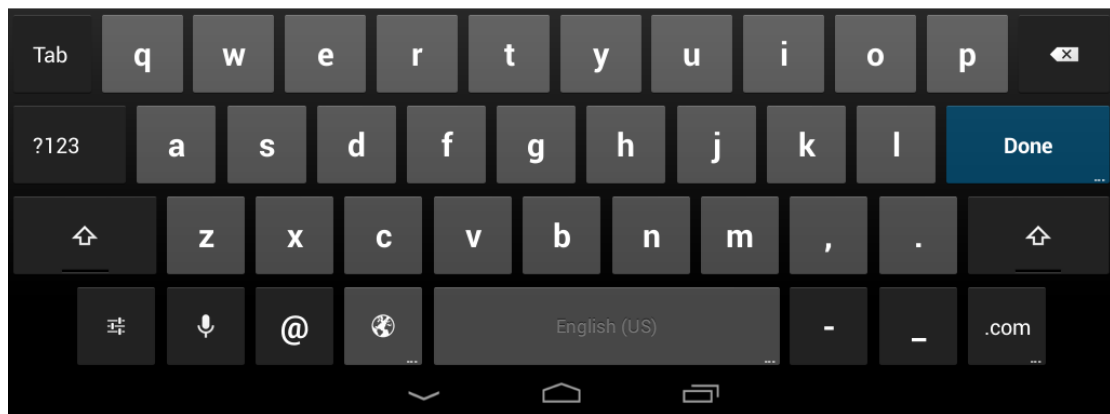 Tab q w e r t y u i o p
?123 a s d f g h j k l Done
z x c v b n m , .
@ English (US) - _ .com